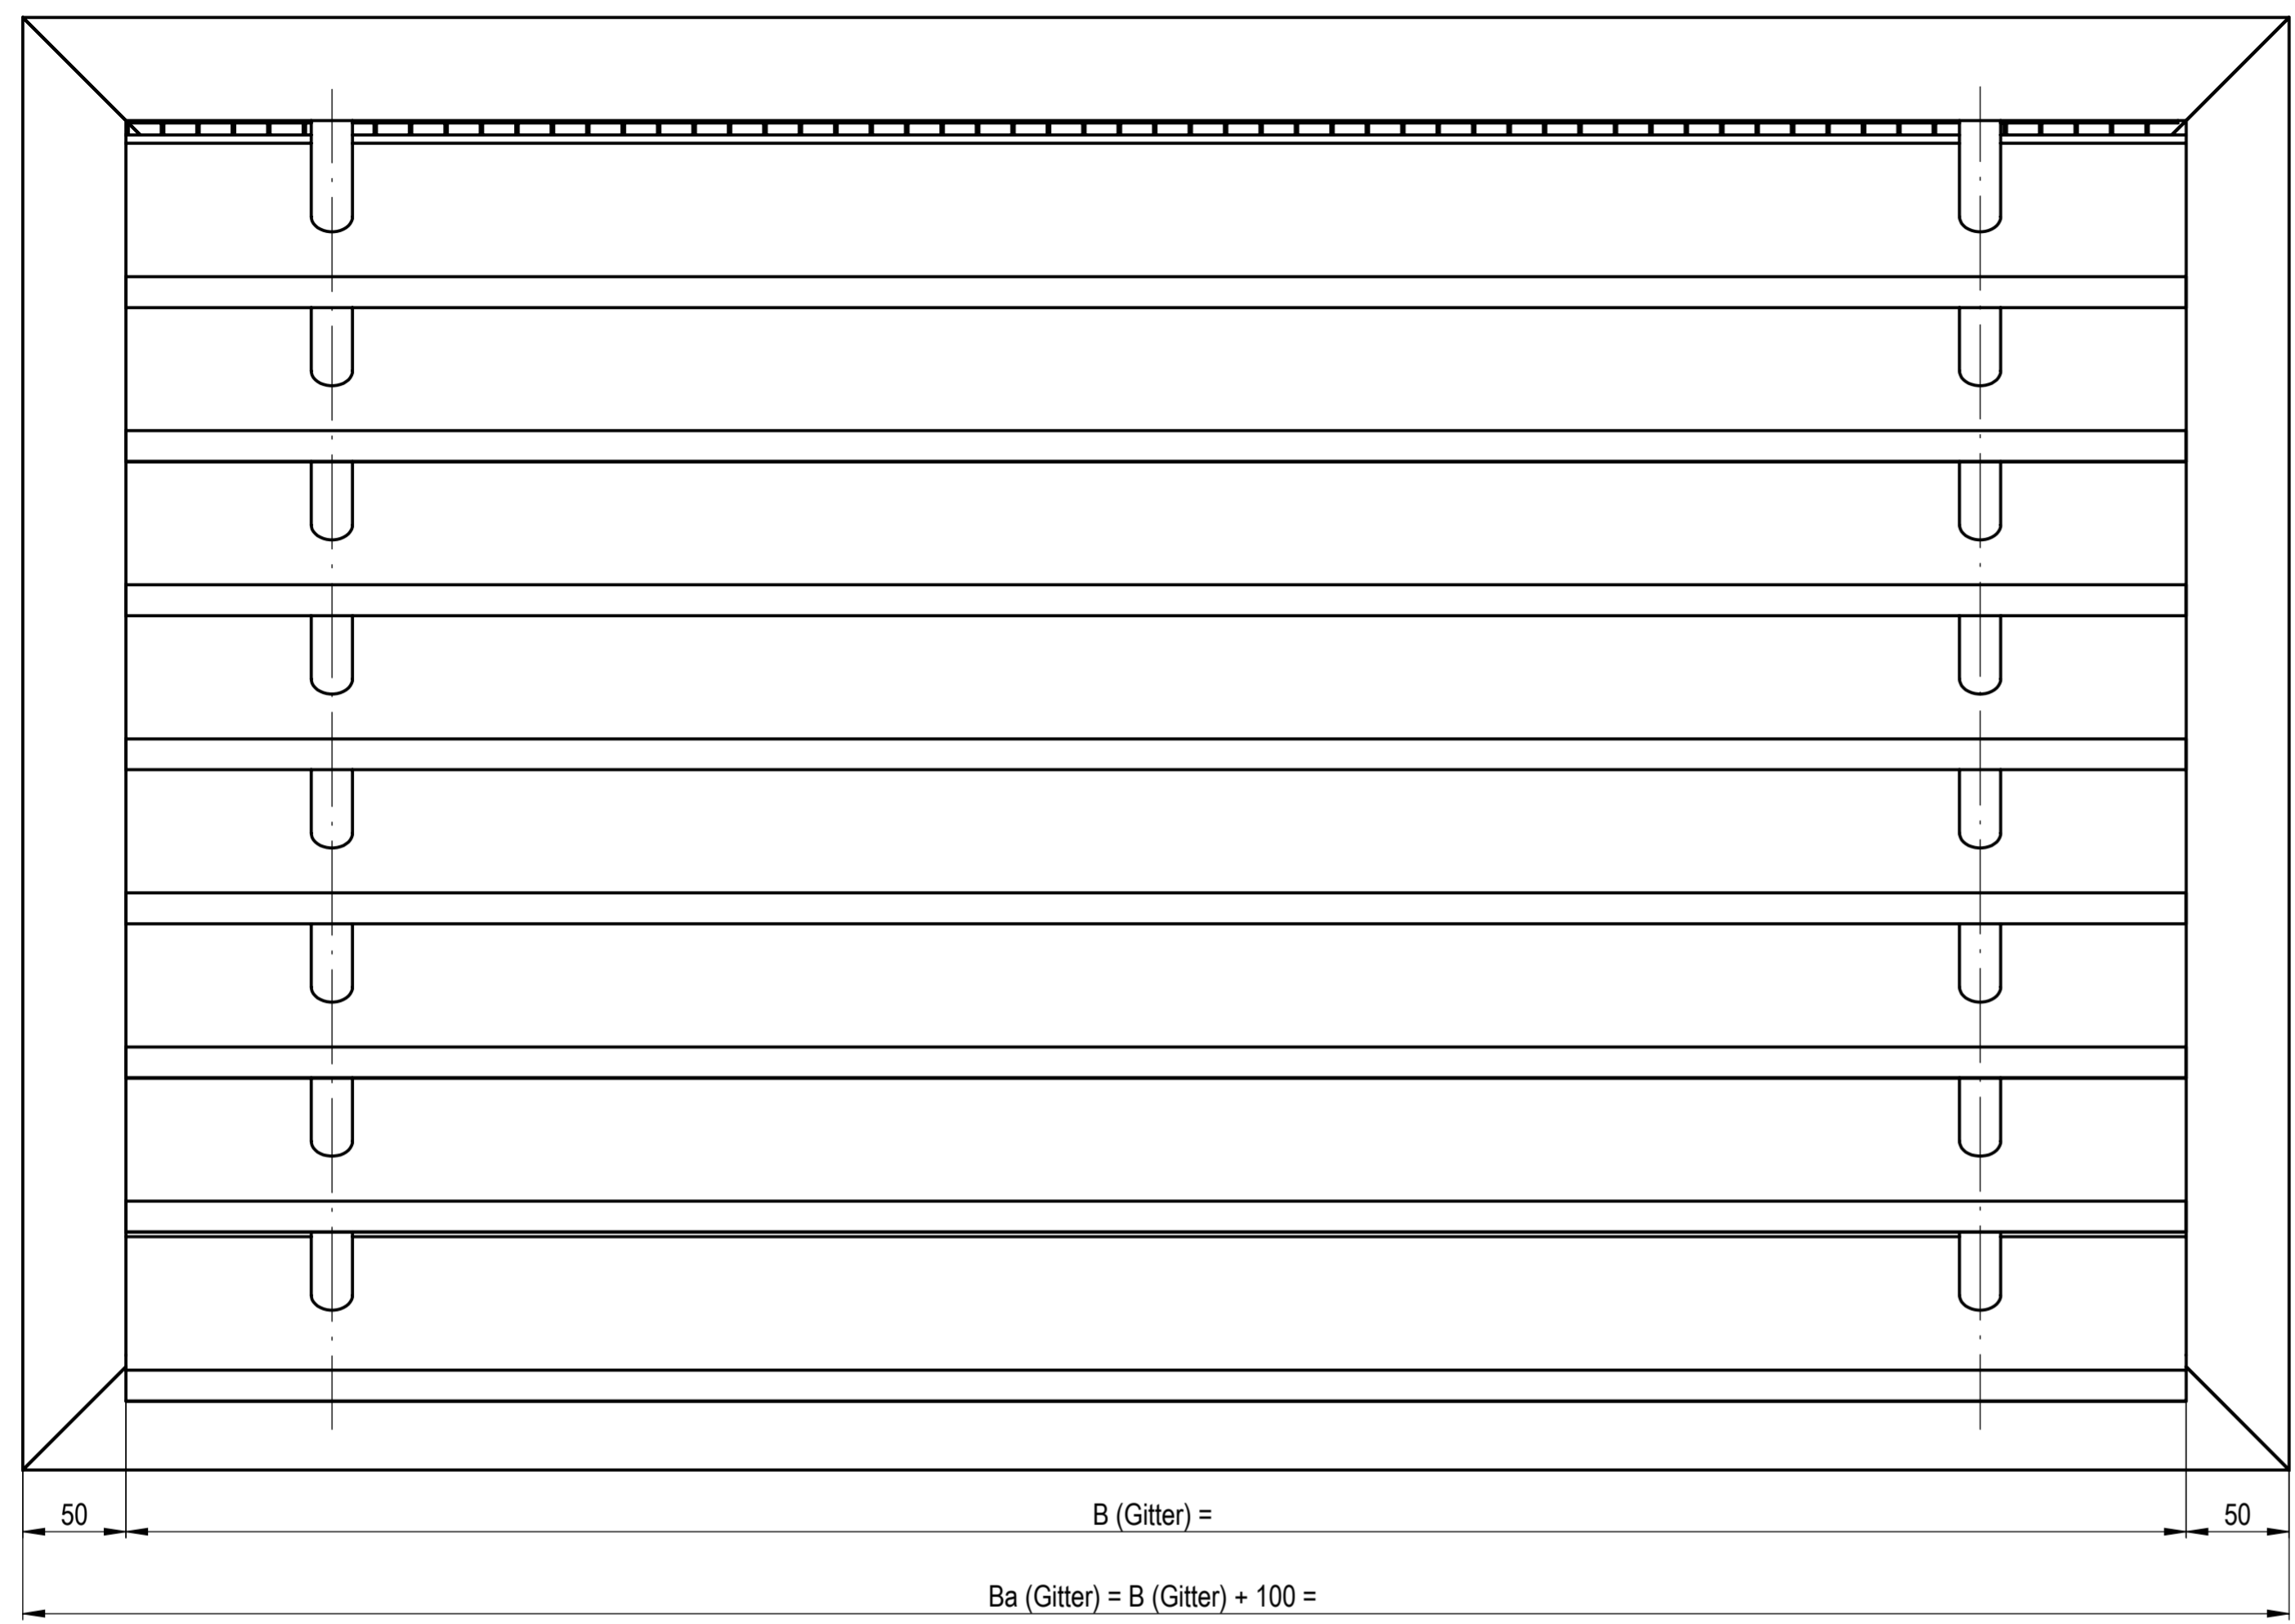 50
B (Gitter) =
50
Ba (Gitter) = B (Gitter) + 100 =